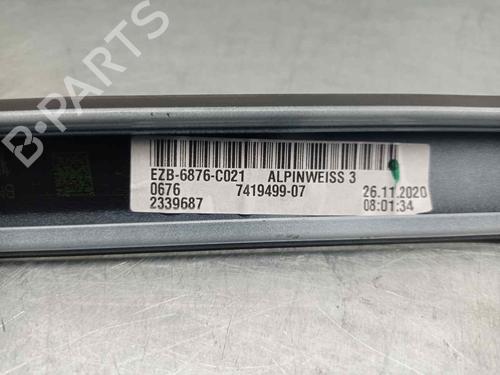 B-PARTS
EZB-6876-C021 ALPINWEISS 3
0676 7419499-07 26.11.2020
2339687 08:01:34